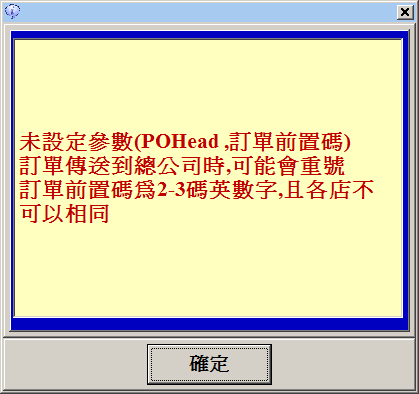 未設定參數(POHead ,訂單前置碼)
訂單傳送到總公司時,可能會重號
訂單前置碼為2-3碼英數字,且各店不
可以相同
確定